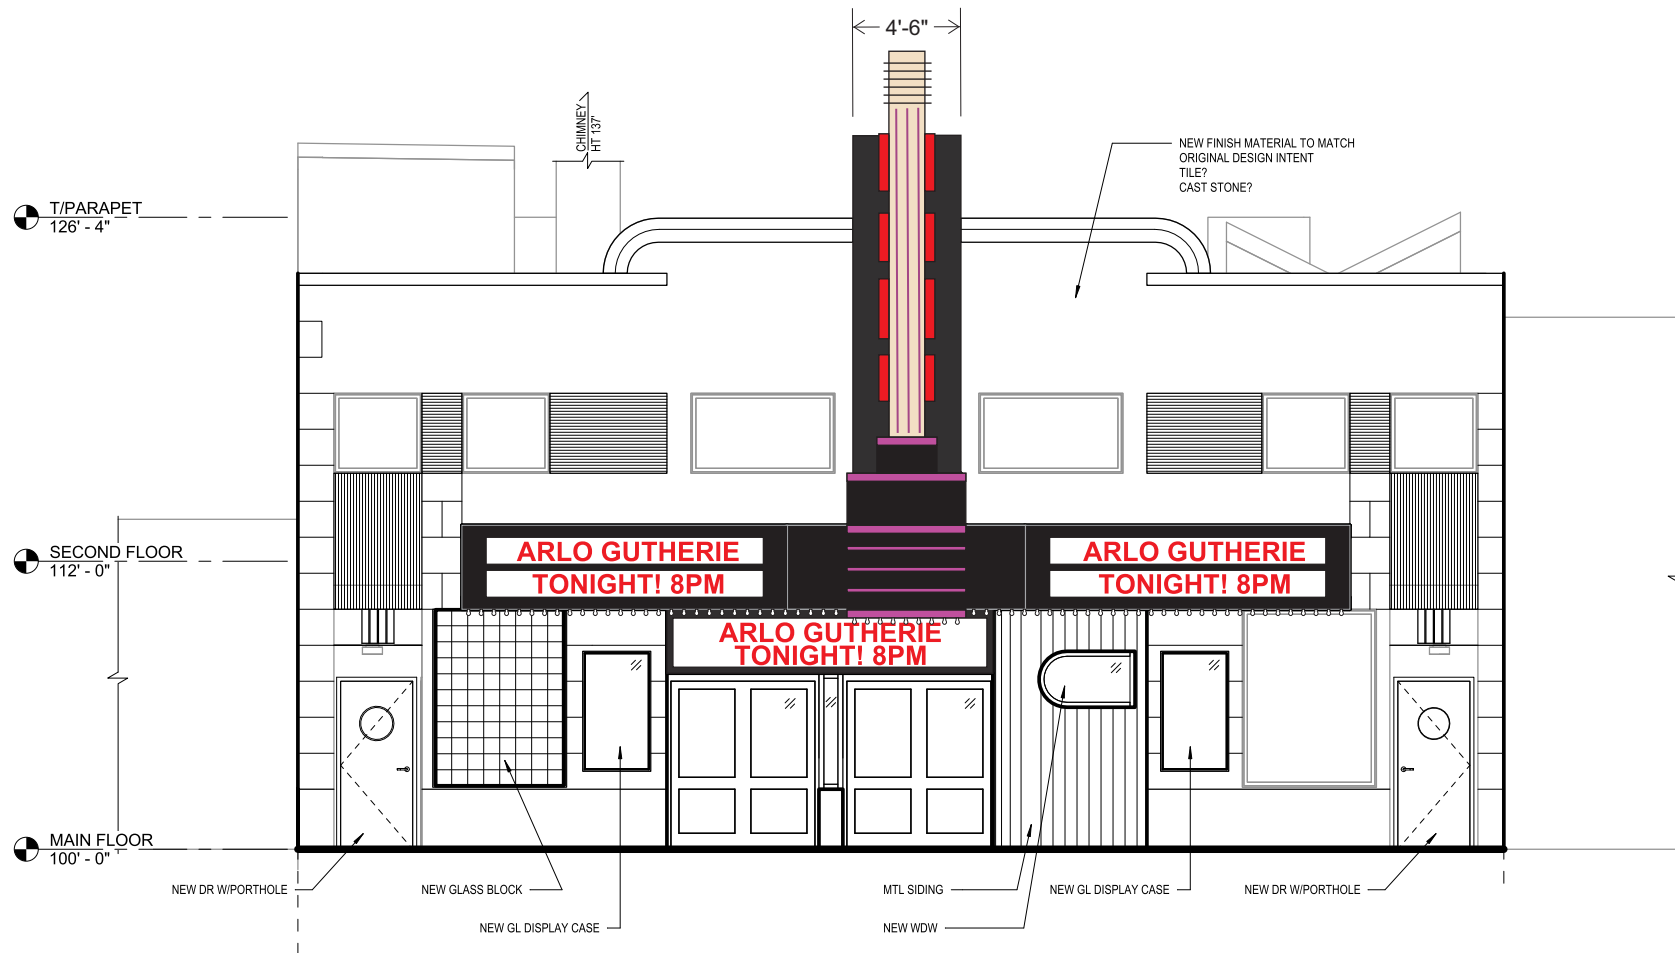 4'-6"
CHIMNEY
HT 137'
NEW FINISH MATERIAL TO MATCH
ORIGINAL DESIGN INTENT
TILE?
CAST STONE?
T/PARAPET
126' - 4"
SECOND FLOOR
112' - 0"
ARLO GUTHERIE
TONIGHT! 8PM
ARLO GUTHERIE
TONIGHT! 8PM
ARLO GUTHERIE
TONIGHT! 8PM
MAIN FLOOR
100' - 0"
NEW DR W/PORTHOLE
NEW GLASS BLOCK
MTL SIDING
NEW GL DISPLAY CASE
NEW DR W/PORTHOLE
NEW GL DISPLAY CASE
NEW WDW